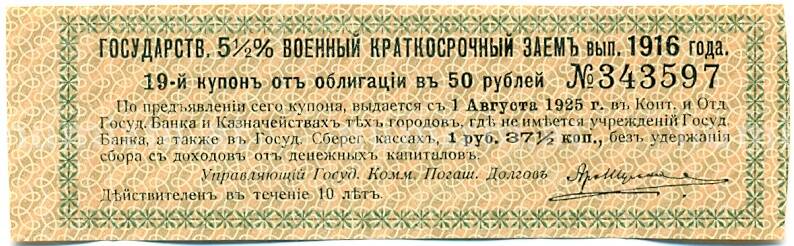 ГОСУДАРСТВ. 5½% ВОЕННЫЙ КРАТКОСРОЧНЫЙ ЗАЕМЪ вып. 1916 года.
19-й купонъ отъ облигаціи въ 50 рублей №343597
По предъявленіи сего купона, выдается съ 1 Августа 1925 г. въ Конт. и Отд.
Госуд. Банка и Казначействахъ тѣхъ городовъ, гдѣ не имѣется учрежденій Госуд.
Банка, а также въ Госуд. Сберег. кассахъ, 1 руб. 37½ коп., безъ удержанія
сбора съ доходовъ отъ денежныхъ капиталовъ.
Управляющій Госуд. Комм. Погаш. Долговъ
Дѣйствителенъ въ теченіе 10 лѣтъ.